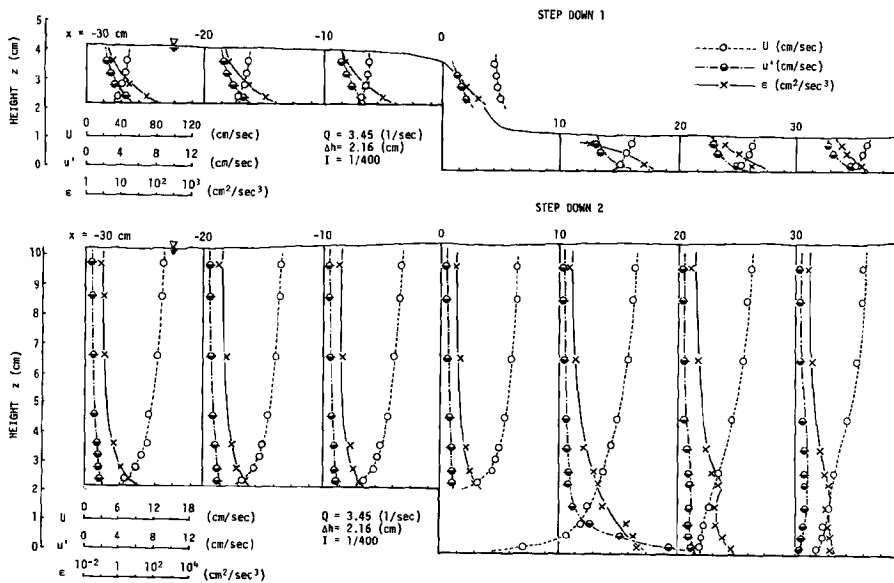 STEP DOWN 1
x = -30 cm -20 -10 0
HEIGHT z (cm)
5
4
3
2
1
0
U (cm/sec)
u' (cm/sec)
ε (cm²/sec³)
10 20 30
U 0 40 80 120 (cm/sec)
u' 0 4 8 12 (cm/sec)
ε 1 10 10² 10³ (cm²/sec³)
Q = 3.45 (l/sec)
Δh= 2.16 (cm)
I = 1/400
STEP DOWN 2
x = -30 cm -20 -10 0 10 20 30
HEIGHT z (cm)
10
9
8
7
6
5
4
3
2
1
0
U 0 6 12 18 (cm/sec)
u' 0 4 8 12 (cm/sec)
ε 10⁻² 1 10² 10⁴ (cm²/sec³)
Q = 3.45 (l/sec)
Δh= 2.16 (cm)
I = 1/400